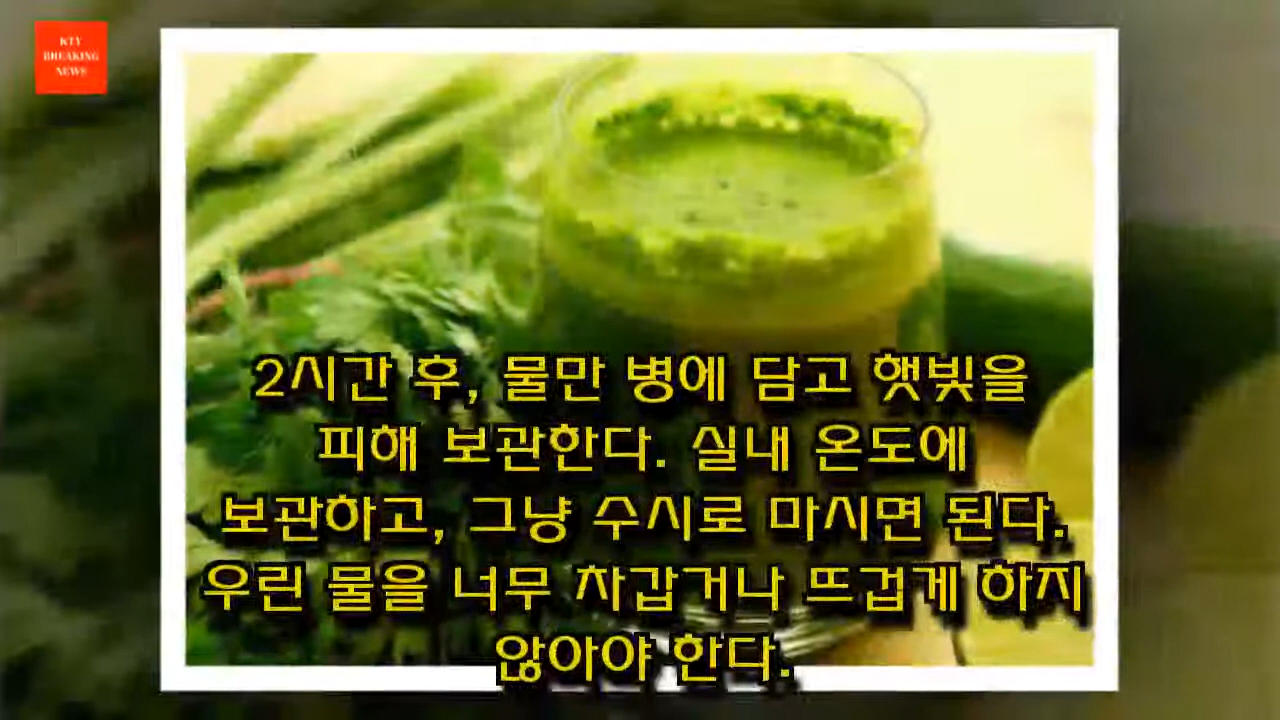 KTV
BREAKING
NEWS
2시간 후, 물만 병에 담고 햇빛을
피해 보관한다. 실내 온도에
보관하고, 그냥 수시로 마시면 된다.
우린 물을 너무 차갑거나 뜨겁게 하지
않아야 한다.